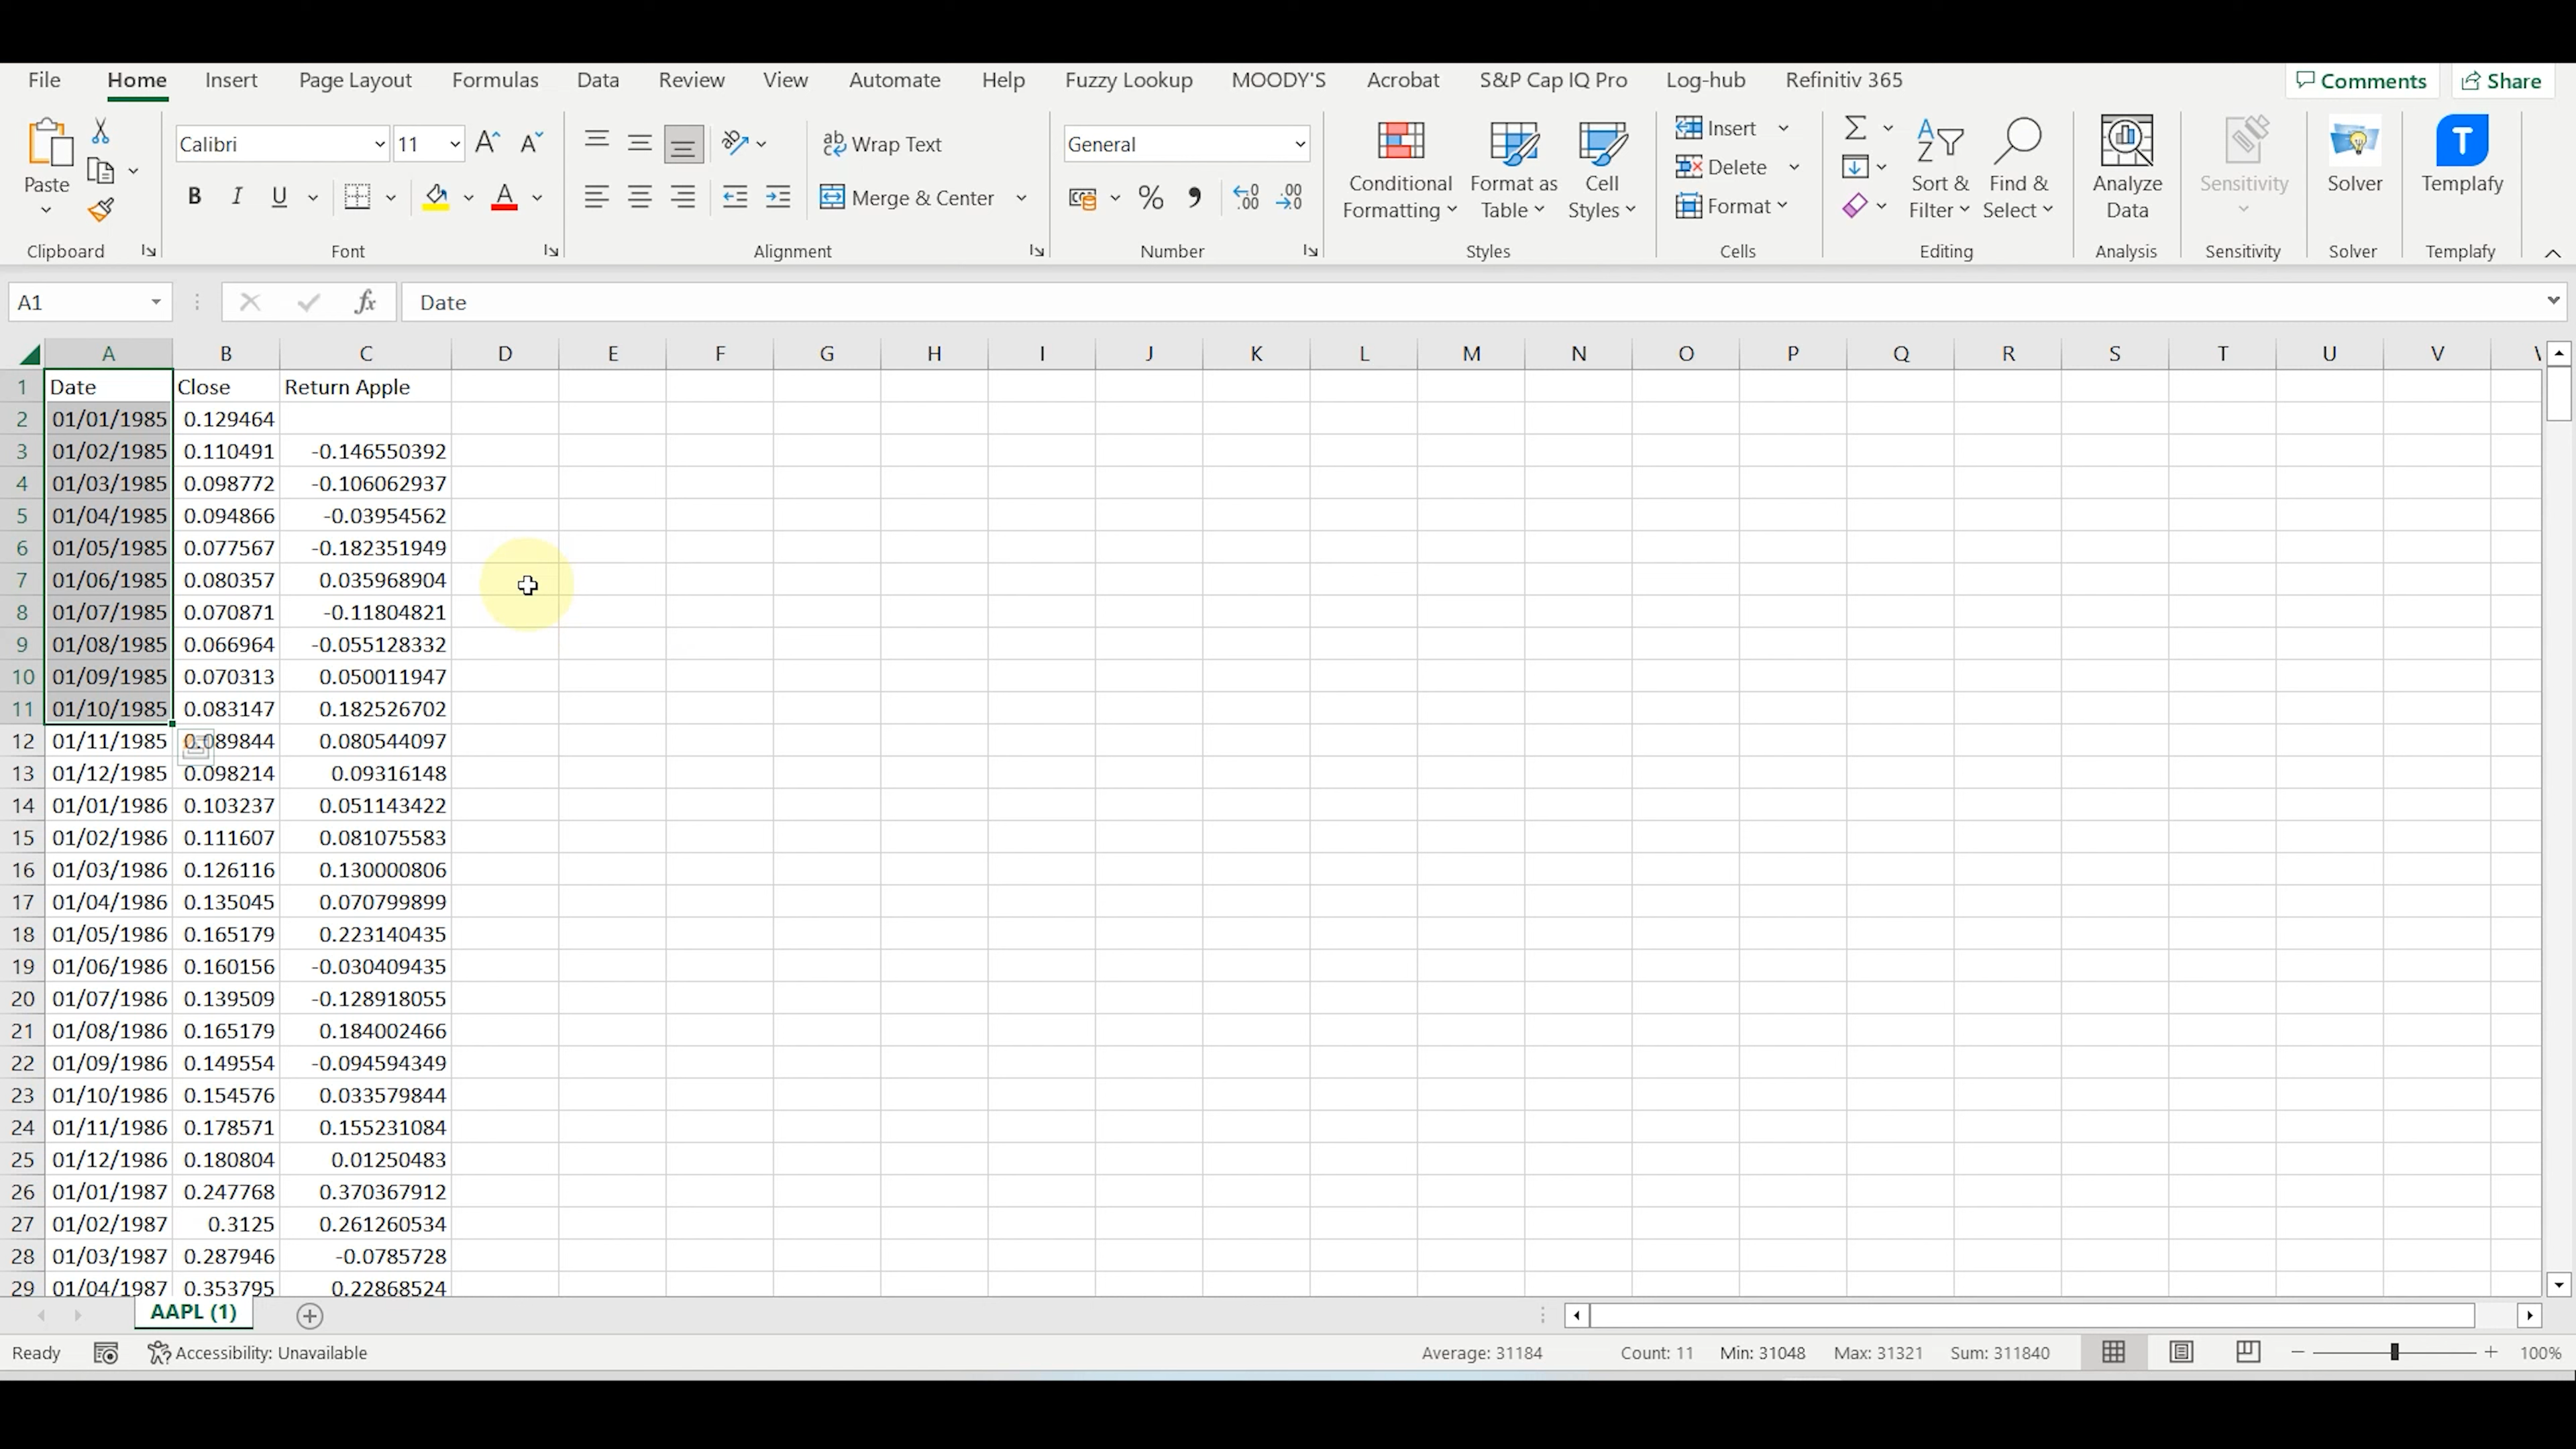 File Home Insert Page Layout Formulas Data Review View Automate Help Fuzzy Lookup MOODY'S Acrobat S&P Cap IQ Pro Log-hub Refinitiv 365 Comments Share
Paste
Clipboard
Calibri 11
B I U
Font
Wrap Text
Merge & Center
Alignment
General
Number
Conditional Formatting
Format as Table
Cell Styles
Styles
Insert
Delete
Format
Cells
Sort & Filter
Find & Select
Editing
Analyze Data
Analysis
Sensitivity
Sensitivity
Solver
Solver
Templafy
Templafy
A1 fx Date
A B C D E F G H I J K L M N O P Q R S T U V
1 Date Close Return Apple
2 01/01/1985 0.129464
3 01/02/1985 0.110491 -0.146550392
4 01/03/1985 0.098772 -0.106062937
5 01/04/1985 0.094866 -0.03954562
6 01/05/1985 0.077567 -0.182351949
7 01/06/1985 0.080357 0.035968904
8 01/07/1985 0.070871 -0.11804821
9 01/08/1985 0.066964 -0.055128332
10 01/09/1985 0.070313 0.050011947
11 01/10/1985 0.083147 0.182526702
12 01/11/1985 0.089844 0.080544097
13 01/12/1985 0.098214 0.09316148
14 01/01/1986 0.103237 0.051143422
15 01/02/1986 0.111607 0.081075583
16 01/03/1986 0.126116 0.130000806
17 01/04/1986 0.135045 0.070799899
18 01/05/1986 0.165179 0.223140435
19 01/06/1986 0.160156 -0.030409435
20 01/07/1986 0.139509 -0.128918055
21 01/08/1986 0.165179 0.184002466
22 01/09/1986 0.149554 -0.094594349
23 01/10/1986 0.154576 0.033579844
24 01/11/1986 0.178571 0.155231084
25 01/12/1986 0.180804 0.01250483
26 01/01/1987 0.247768 0.370367912
27 01/02/1987 0.3125 0.261260534
28 01/03/1987 0.287946 -0.0785728
29 01/04/1987 0.353795 0.22868524
AAPL (1)
Ready Accessibility: Unavailable Average: 31184 Count: 11 Min: 31048 Max: 31321 Sum: 311840 100%